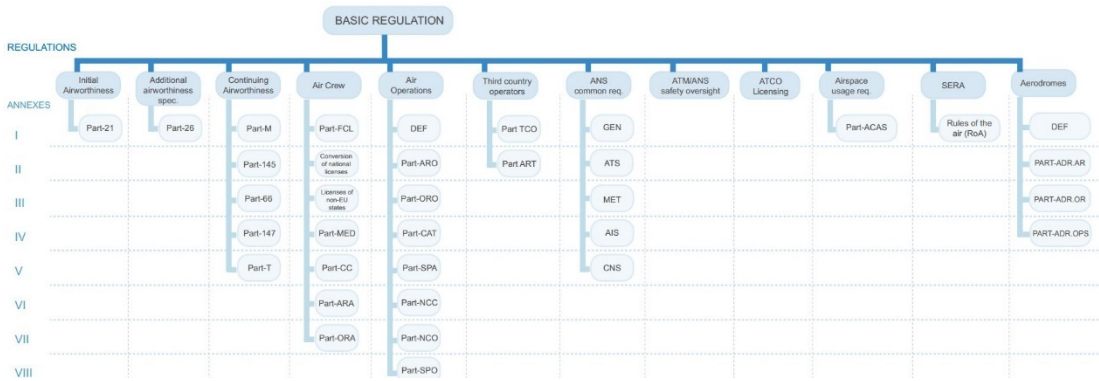 BASIC REGULATION
REGULATIONS
Initial
Airworthiness
Additional
airworthiness
spec.
Continuing
Airworthiness
Air Crew
Air
Operations
Third country
operators
ANS
common req.
ATM/ANS
safety oversight
ATCO
Licensing
Airspace
usage req.
SERA
Aerodromes
ANNEXES
I
Part-21
Part-26
Part-M
Part-FCL
DEF
Part TCO
GEN
Part-ACAS
Rules of the
air (RoA)
DEF
II
Part-145
Conversion
of national
licenses
Part-ARO
Part ART
ATS
PART-ADR.AR
III
Part-66
Licenses of
non-EU
states
Part-ORO
MET
PART-ADR.OR
IV
Part-147
Part-MED
Part-CAT
AIS
PART-ADR.OPS
V
Part-T
Part-CC
Part-SPA
CNS
VI
Part-ARA
Part-NCC
VII
Part-ORA
Part-NCO
VIII
Part-SPO